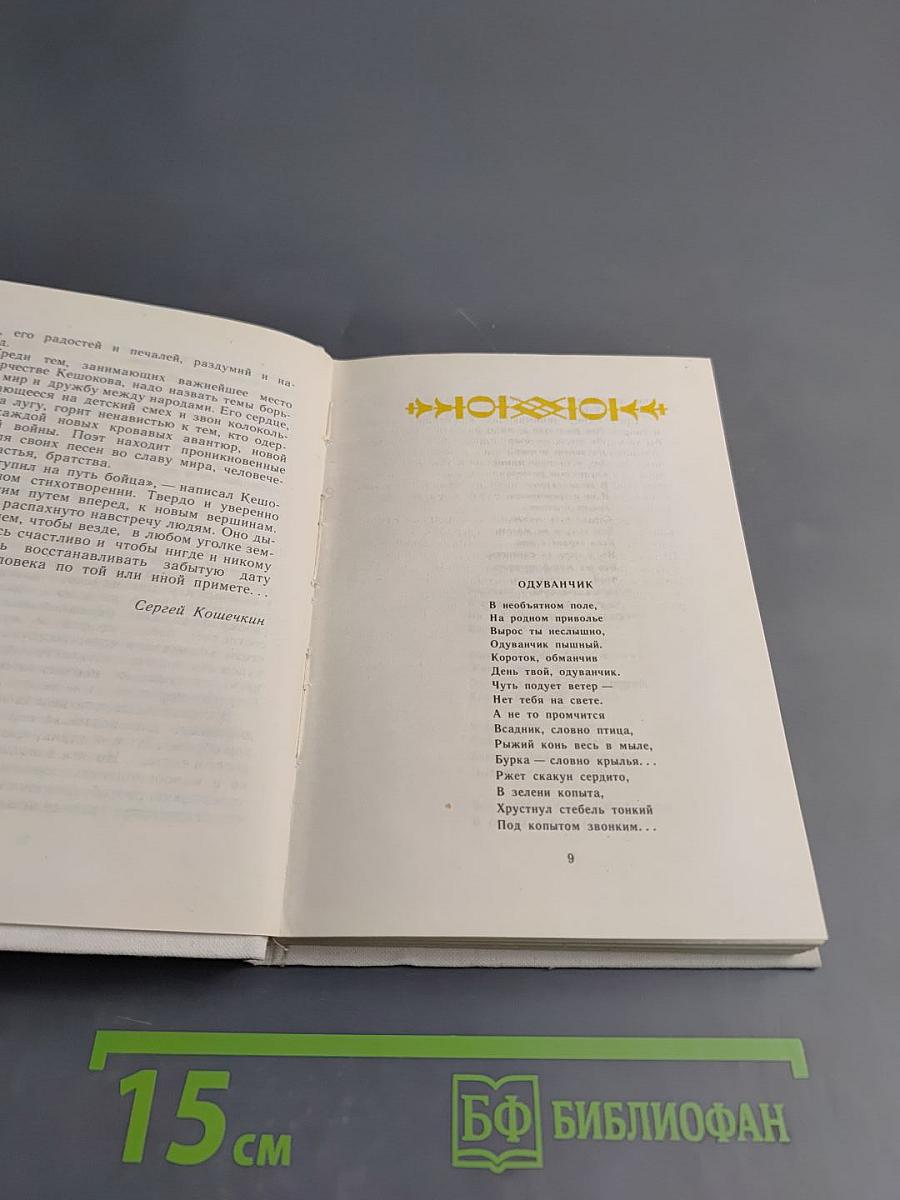 его радостей и печалей, раздумий и на-
реди тем, занимающих важнейшее место
рчестве Кешокова, надо назвать темы борь-
мир и дружбу между народами. Его сердце,
ающееся на детский смех и звон колоколь-
а лугу, горит ненавистью к тем, кто одер-
каждой новых кровавых авантюр, новой
й войны. Поэт находит проникновенные
ля своих песен во славу мира, человече-
астья, братства.
тупил на путь бойца», — написал Кешо-
ном стихотворении. Твердо и уверенно
им путем вперед, к новым вершинам.
распахнуто навстречу людям. Оно ды-
ем, чтобы везде, в любом уголке зем-
сь счастливо и чтобы нигде и никому
ь восстанавливать забытую дату
ловека по той или иной примете...
Сергей Кошечкин
ОДУВАНЧИК
В необъятном поле,
На родном приволье
Вырос ты неслышно,
Одуванчик пышный.
Короток, обманчив
День твой, одуванчик.
Чуть подует ветер —
Нет тебя на свете.
А не то промчится
Всадник, словно птица,
Рыжий конь весь в мыле,
Бурка — словно крылья...
Ржет скакун сердито,
В зелени копыта,
Хрустнул стебель тонкий
Под копытом звонким...
9
15 см
БФ БИБЛИОФАН